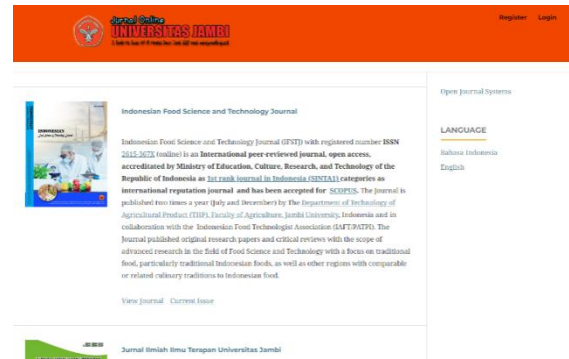 Jurnal Online
UNIVERSITAS JAMBI
Register Login
Open Journal Systems
LANGUAGE
Bahasa Indonesia
English
INDONESIAN
Indonesian Food Science and Technology Journal
Indonesian Food Science and Technology Journal (IFSTJ) with registered number ISSN
2615-367X (online) is an International peer-reviewed journal, open access,
accredited by Ministry of Education, Culture, Research, and Technology of the
Republic of Indonesia as 1st rank journal in Indonesia (SINTA1) categories as
international reputation journal and has been accepted for SCOPUS. The Journal is
published two times a year (July and December) by The Department of Technology of
Agricultural Product (THP), Faculty of Agriculture, Jambi University, Indonesia and in
collaboration with the Indonesian Food Technologist Association (IAFT/PATPI). The
Journal published original research papers and critical reviews with the scope of
advanced research in the field of Food Science and Technology with a focus on traditional
food, particularly traditional Indonesian foods, as well as other regions with comparable
or related culinary traditions to Indonesian food.
View Journal Current Issue
Jurnal Ilmiah Ilmu Terapan Universitas Jambi